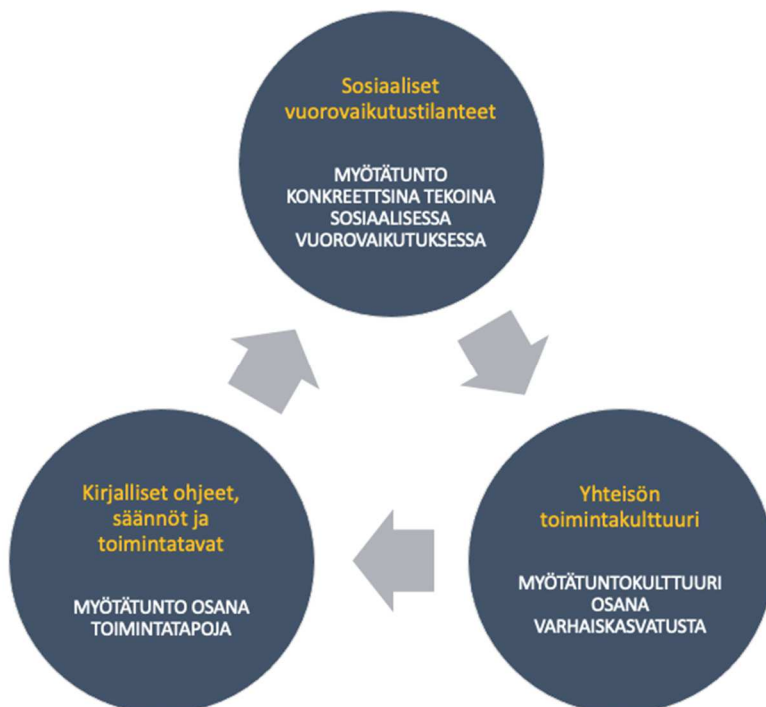 Sosiaaliset
vuorovaikutustilanteet
MYÖTÄTUNTO
KONKREETTSINA TEKOINA
SOSIAALISESSA
VUOROVAIKUTUKSESSA
Kirjalliset ohjeet,
säännöt ja
toimintatavat
MYÖTÄTUNTO OSANA
TOIMINTATAPOJA
Yhteisön
toimintakulttuuri
MYÖTÄTUNTOKULTTUURI
OSANA
VARHAISKASVATUSTA